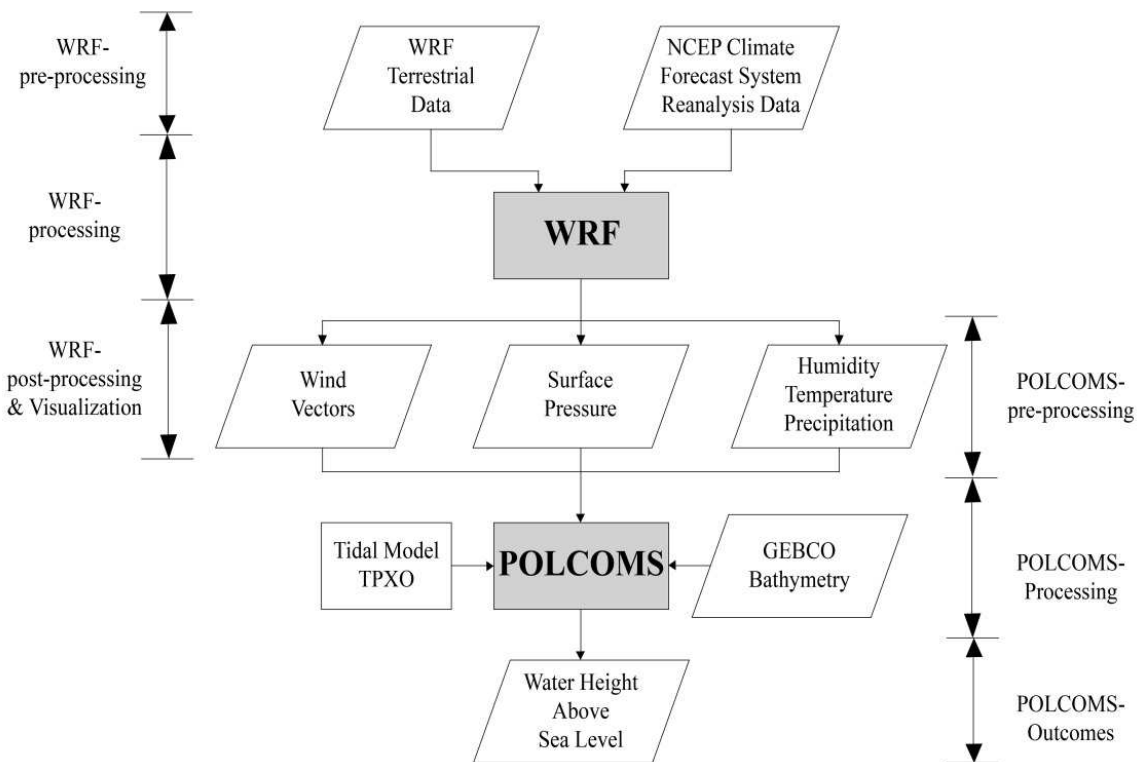 WRF-
pre-processing
WRF
Terrestrial
Data
NCEP Climate
Forecast System
Reanalysis Data
WRF-
processing
WRF
WRF-
post-processing
& Visualization
Wind
Vectors
Surface
Pressure
Humidity
Temperature
Precipitation
POLCOMS-
pre-processing
Tidal Model
TPXO
POLCOMS
GEBCO
Bathymetry
POLCOMS-
Processing
Water Height
Above
Sea Level
POLCOMS-
Outcomes